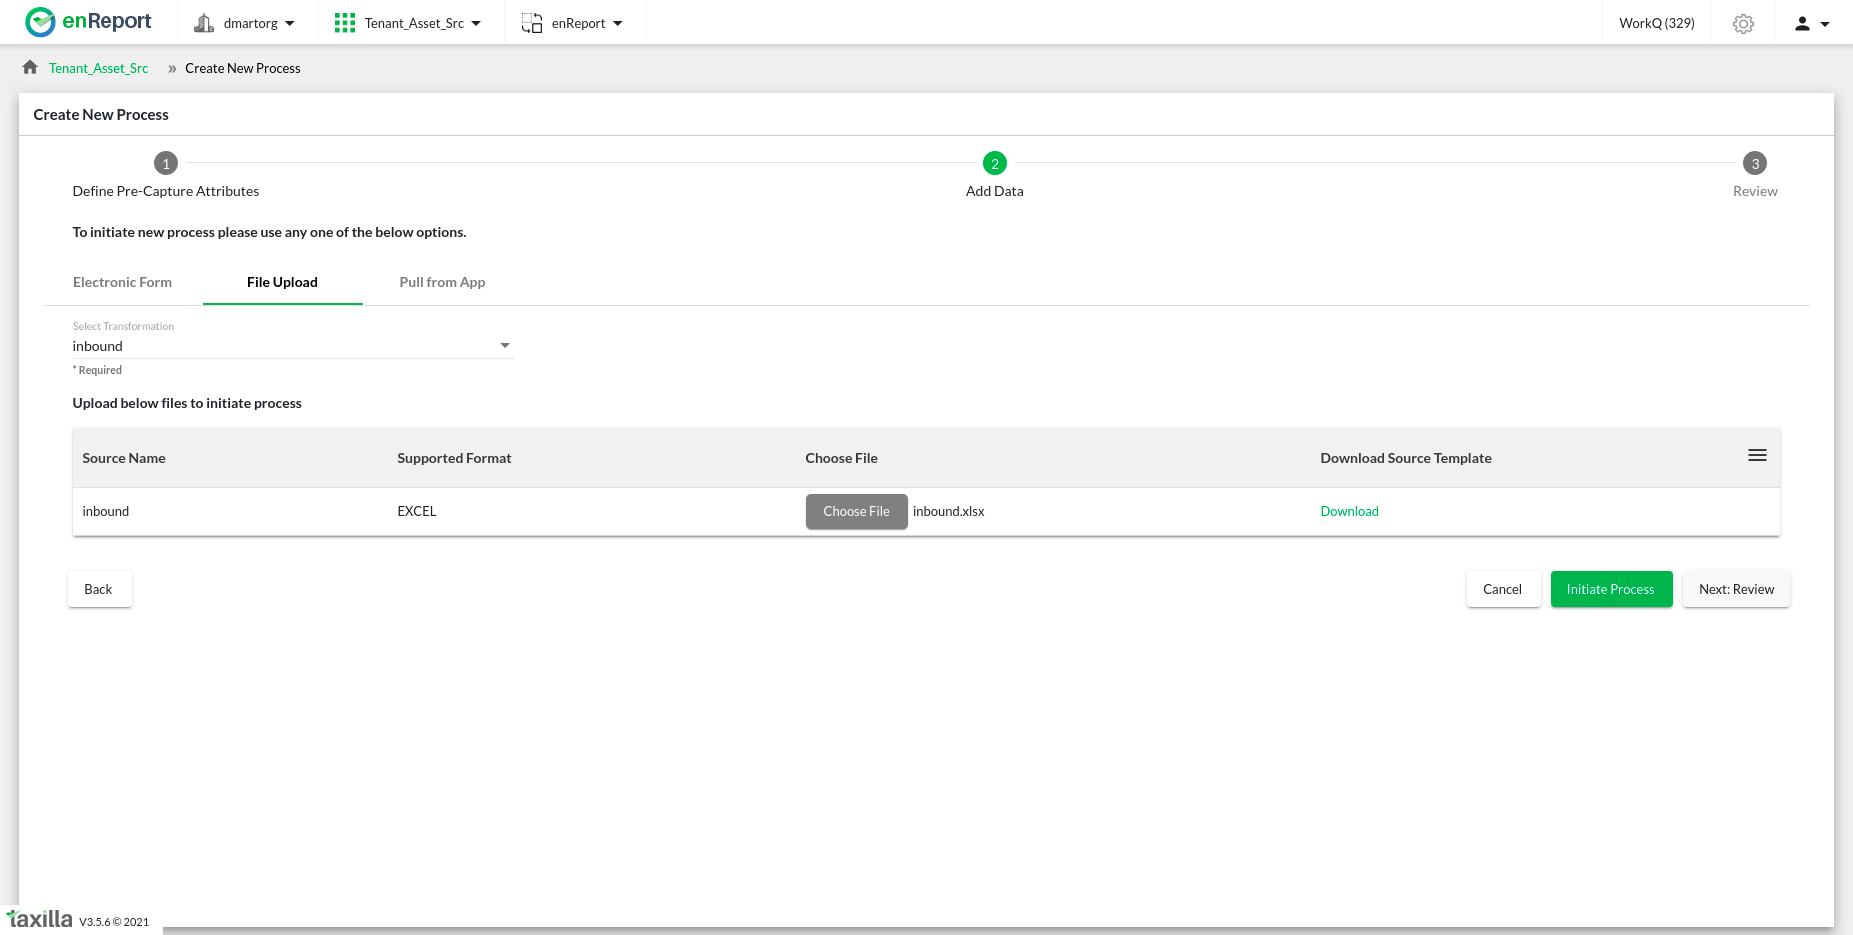 enReport dmartorg Tenant_Asset_Src enReport WorkQ (329)
Tenant_Asset_Src » Create New Process
Create New Process
1 2 3
Define Pre-Capture Attributes Add Data Review
To initiate new process please use any one of the below options.
Electronic Form File Upload Pull from App
Select Transformation
inbound
* Required
Upload below files to initiate process
Source Name Supported Format Choose File Download Source Template
inbound EXCEL Choose File inbound.xlsx Download
Back Cancel Initiate Process Next: Review
taxilla V3.5.6 © 2021